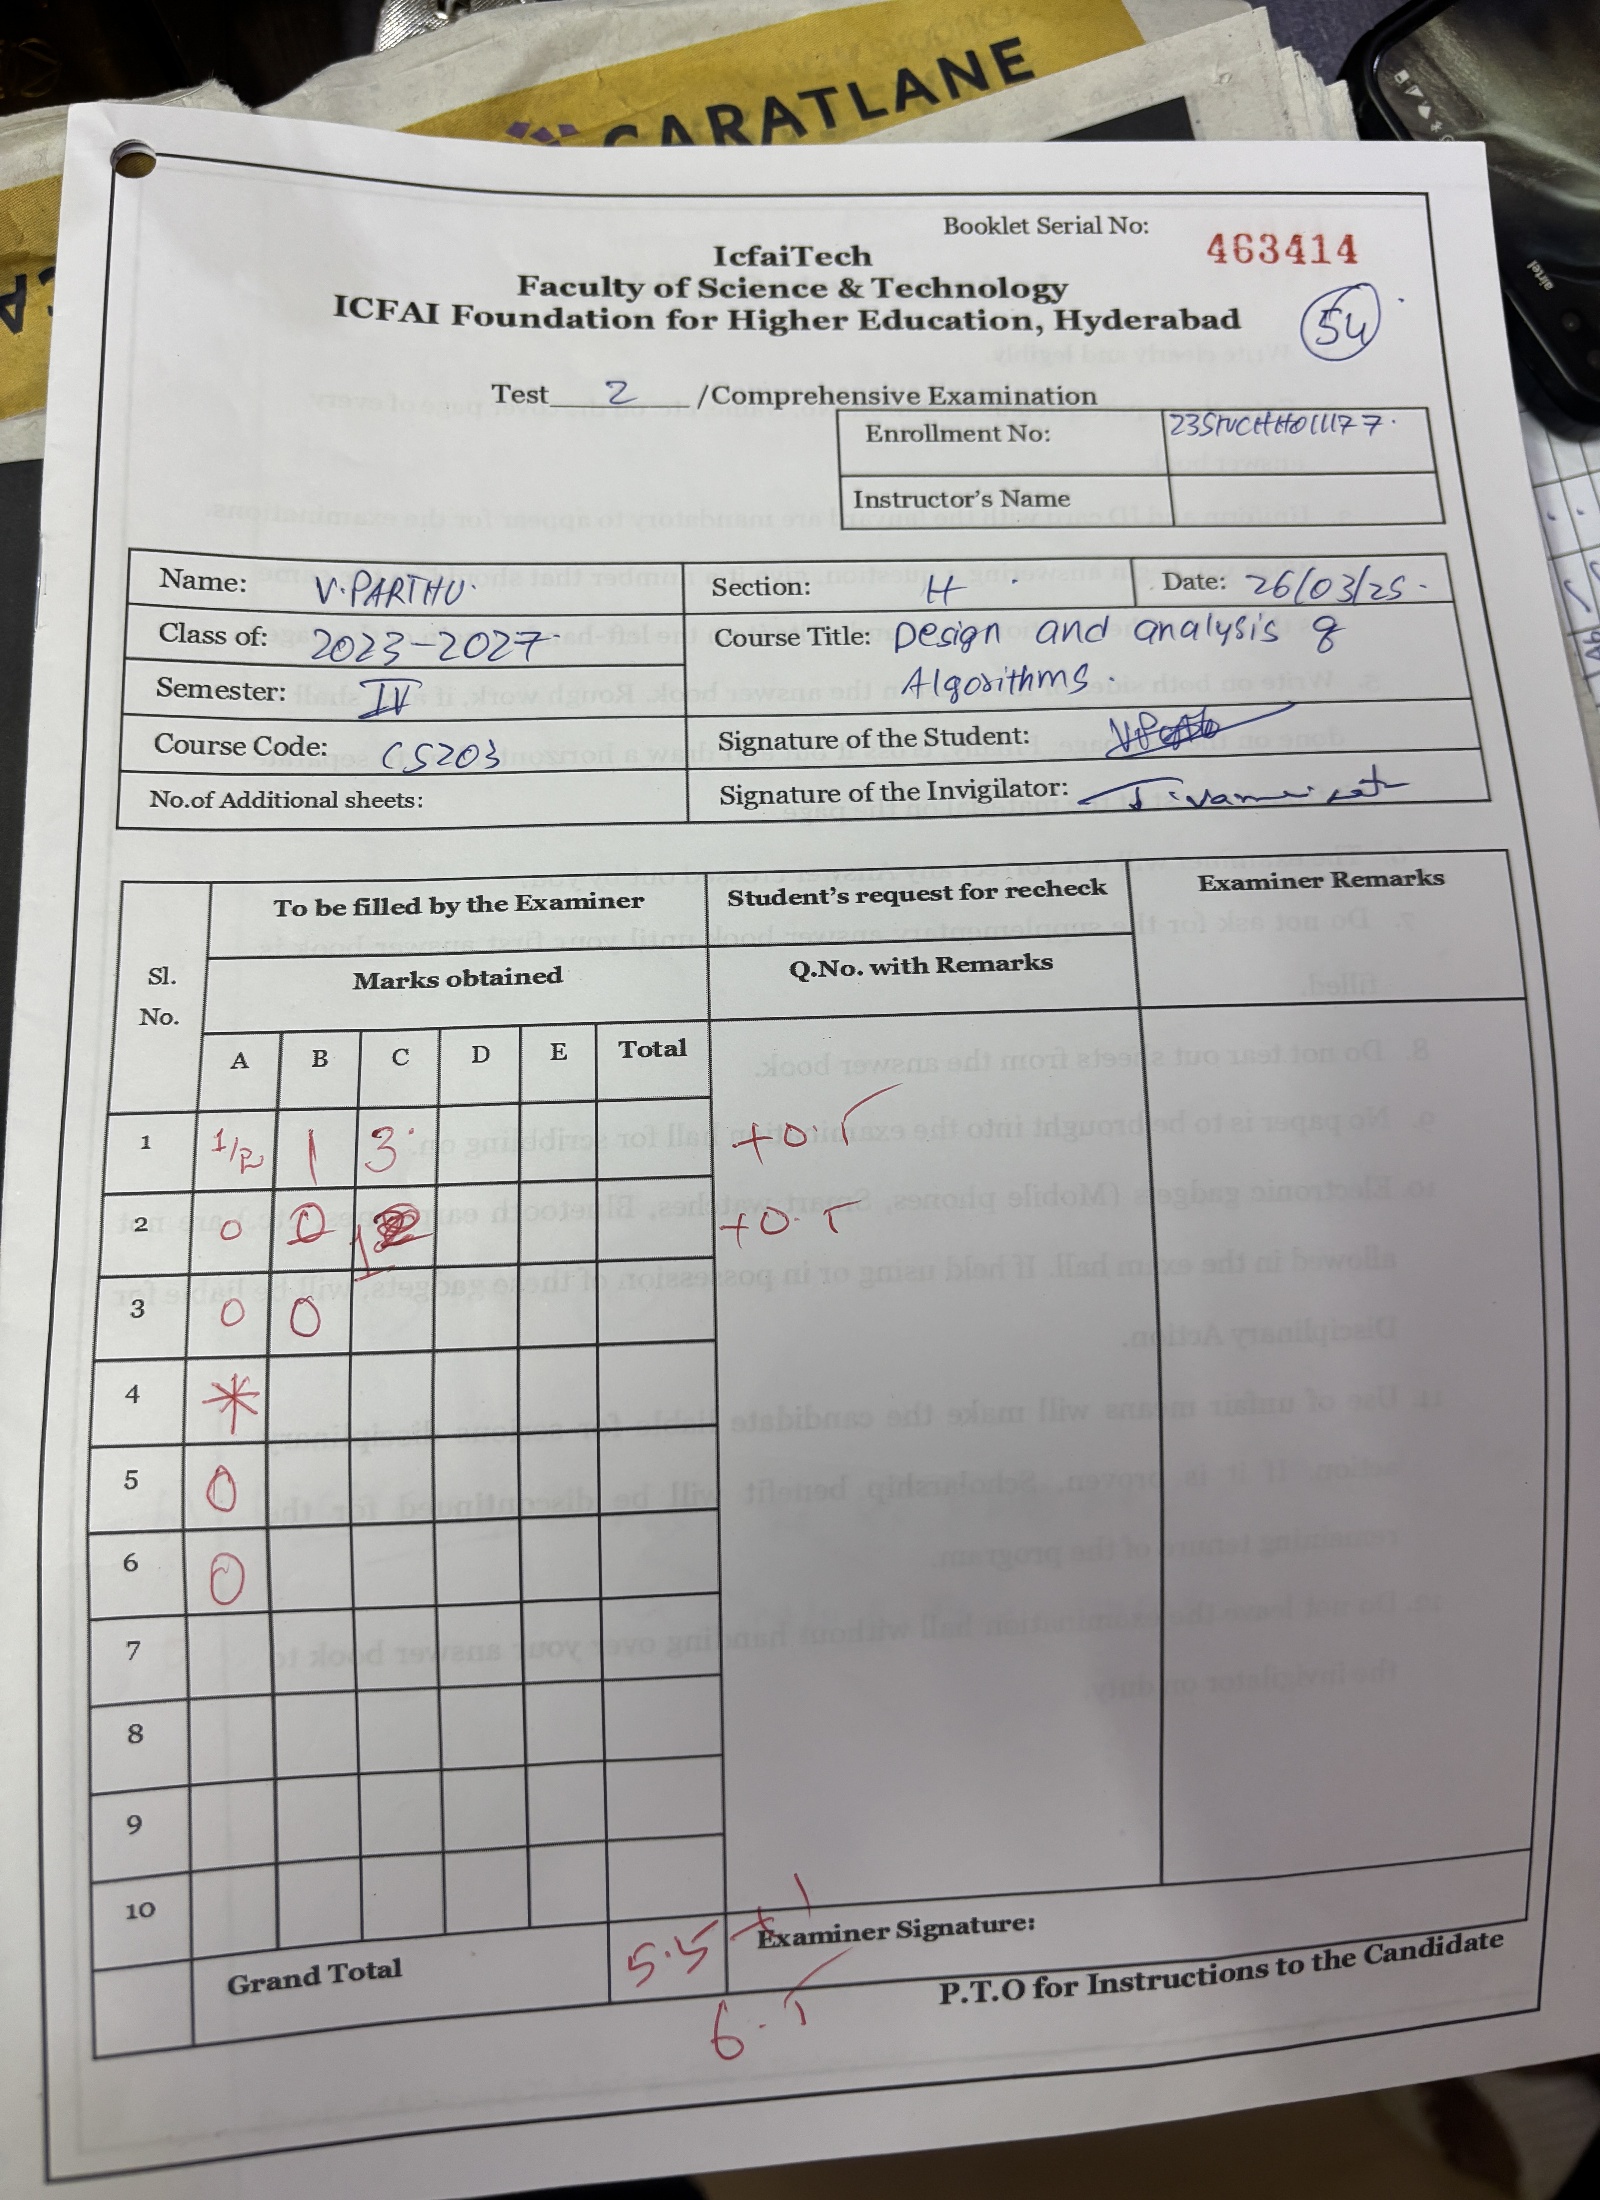 CARATLANE
airtel
Booklet Serial No:
463414
IcfaiTech
Faculty of Science & Technology
ICFAI Foundation for Higher Education, Hyderabad
54
Test 2 /Comprehensive Examination
Enrollment No: 23STUCHH011177.
Instructor's Name
Name: V.PARTHU. Section: H Date: 26/03/25.
Class of: 2023-2027. Course Title: Design and analysis of
Semester: IV Algorithms.
Course Code: CS203 Signature of the Student:
No.of Additional sheets: Signature of the Invigilator:
Sl. No. To be filled by the Examiner Student's request for recheck Examiner Remarks
Marks obtained Q.No. with Remarks
A B C D E Total
1 1/2 1 3 +0.5
2 0 0 1 +0.5
3 0 0
4 *
5 0
6 0
7
8
9
10
Grand Total 5.5 +1 Examiner Signature:
6.5
P.T.O for Instructions to the Candidate